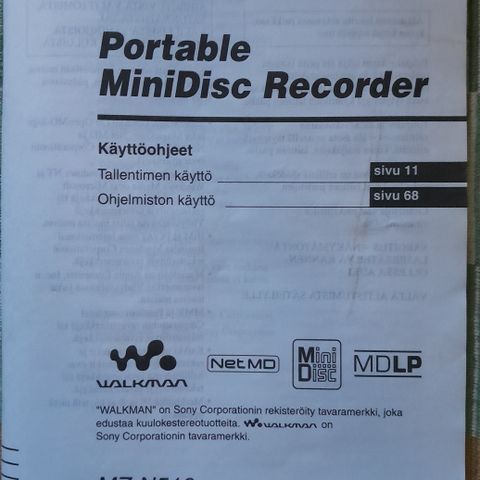 Portable
MiniDisc Recorder
Käyttöohjeet
Tallentimen käyttö sivu 11
Ohjelmiston käyttö sivu 68
WALKMAN Net MD Mini Disc MDLP
"WALKMAN" on Sony Corporationin rekisteröity tavaramerkki, joka
edustaa kuulokestereotuotteita. WALKMAN on
Sony Corporationin tavaramerkki.